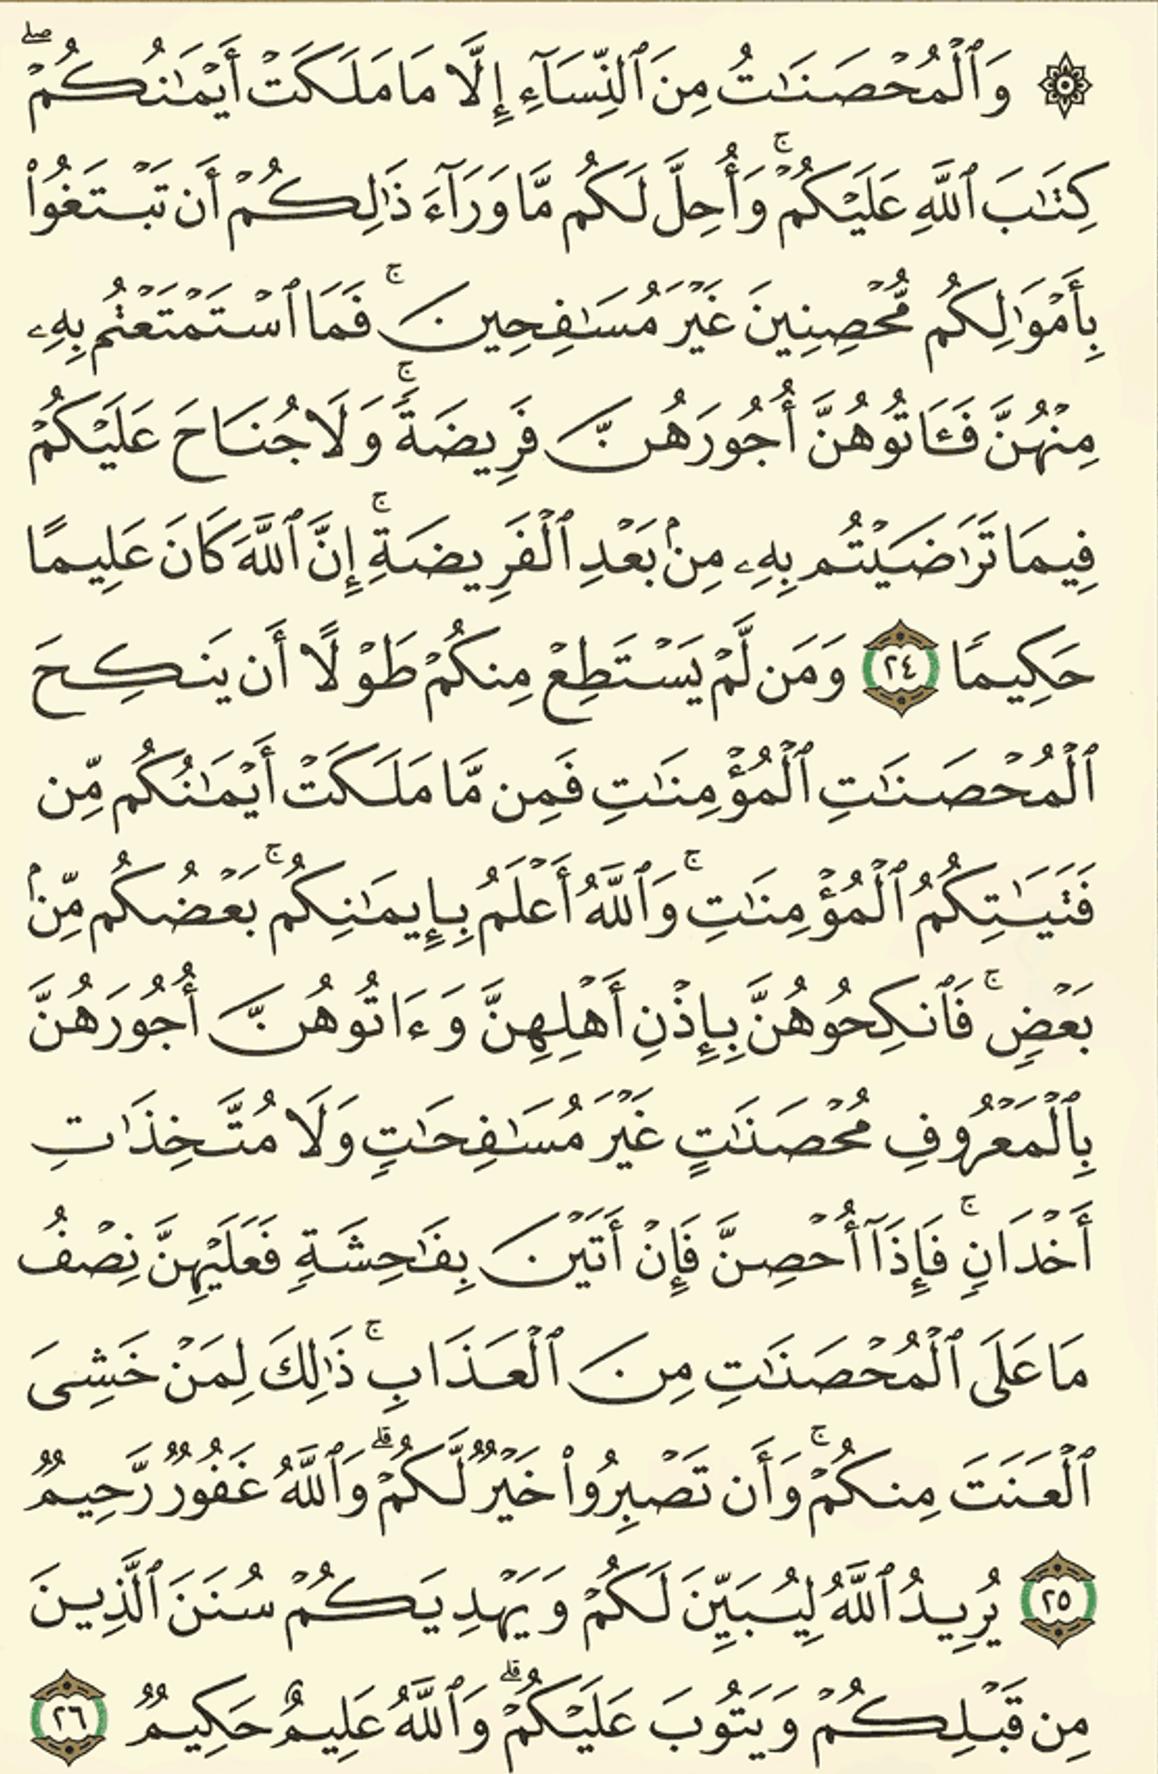 ۞ وَٱلْمُحْصَنَـٰتُ مِنَ ٱلنِّسَآءِ إِلَّا مَا مَلَكَتْ أَيْمَـٰنُكُمْ ۖ
كِتَـٰبَ ٱللَّهِ عَلَيْكُمْ ۚ وَأُحِلَّ لَكُم مَّا وَرَآءَ ذَٰلِكُمْ أَن تَبْتَغُوا۟
بِأَمْوَٰلِكُم مُّحْصِنِينَ غَيْرَ مُسَـٰفِحِينَ ۚ فَمَا ٱسْتَمْتَعْتُم بِهِۦ
مِنْهُنَّ فَـَٔاتُوهُنَّ أُجُورَهُنَّ فَرِيضَةً ۚ وَلَا جُنَاحَ عَلَيْكُمْ
فِيمَا تَرَٰضَيْتُم بِهِۦ مِنۢ بَعْدِ ٱلْفَرِيضَةِ ۚ إِنَّ ٱللَّهَ كَانَ عَلِيمًا
حَكِيمًا ٢٤ وَمَن لَّمْ يَسْتَطِعْ مِنكُمْ طَوْلًا أَن يَنكِحَ
ٱلْمُحْصَنَـٰتِ ٱلْمُؤْمِنَـٰتِ فَمِن مَّا مَلَكَتْ أَيْمَـٰنُكُم مِّن
فَتَيَـٰتِكُمُ ٱلْمُؤْمِنَـٰتِ ۚ وَٱللَّهُ أَعْلَمُ بِإِيمَـٰنِكُم ۚ بَعْضُكُم مِّنۢ
بَعْضٍ ۚ فَٱنكِحُوهُنَّ بِإِذْنِ أَهْلِهِنَّ وَءَاتُوهُنَّ أُجُورَهُنَّ
بِٱلْمَعْرُوفِ مُحْصَنَـٰتٍ غَيْرَ مُسَـٰفِحَـٰتٍ وَلَا مُتَّخِذَٰتِ
أَخْدَانٍ ۚ فَإِذَآ أُحْصِنَّ فَإِنْ أَتَيْنَ بِفَـٰحِشَةٍ فَعَلَيْهِنَّ نِصْفُ
مَا عَلَى ٱلْمُحْصَنَـٰتِ مِنَ ٱلْعَذَابِ ۚ ذَٰلِكَ لِمَنْ خَشِىَ
ٱلْعَنَتَ مِنكُمْ ۚ وَأَن تَصْبِرُوا۟ خَيْرٌ لَّكُمْ ۗ وَٱللَّهُ غَفُورٌ رَّحِيمٌ
٢٥ يُرِيدُ ٱللَّهُ لِيُبَيِّنَ لَكُمْ وَيَهْدِيَكُمْ سُنَنَ ٱلَّذِينَ
مِن قَبْلِكُمْ وَيَتُوبَ عَلَيْكُمْ ۗ وَٱللَّهُ عَلِيمٌ حَكِيمٌ ٢٦